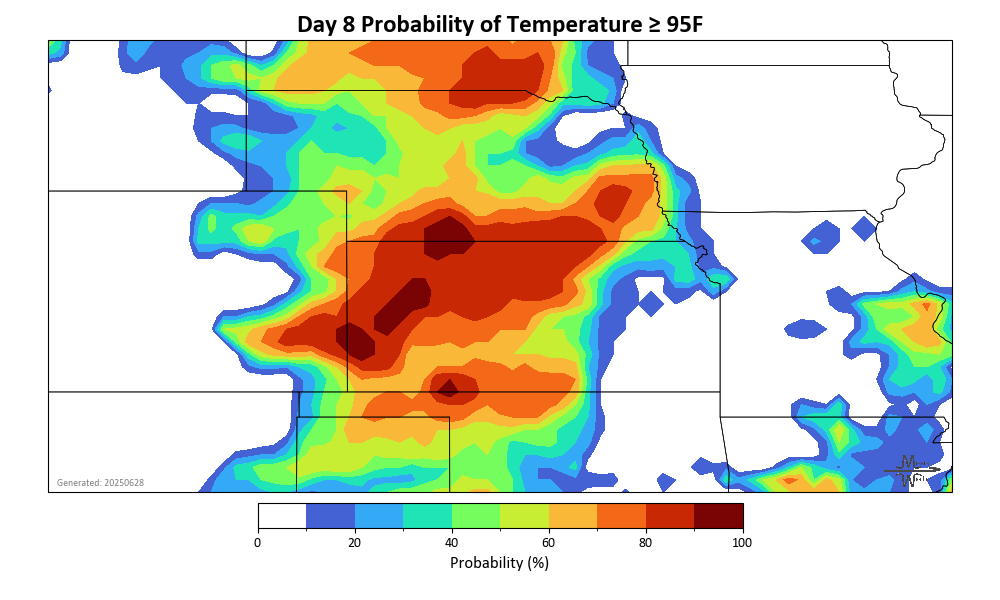 Day 8 Probability of Temperature ≥ 95F
Generated: 20250628
0 20 40 60 80 100
Probability (%)